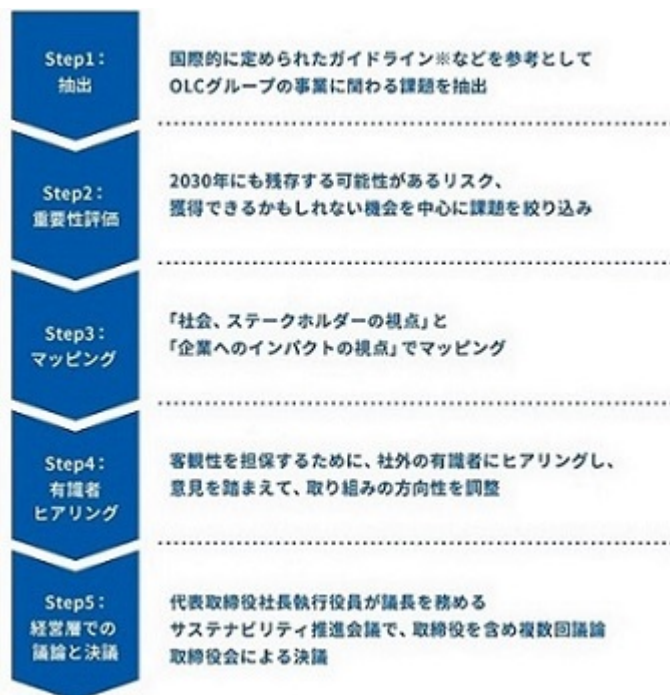 Step1：
抽出
国際的に定められたガイドライン※などを参考として
OLCグループの事業に関わる課題を抽出
Step2：
重要性評価
2030年にも残存する可能性があるリスク、
獲得できるかもしれない機会を中心に課題を絞り込み
Step3：
マッピング
「社会、ステークホルダーの視点」と
「企業へのインパクトの視点」でマッピング
Step4：
有識者
ヒアリング
客観性を担保するために、社外の有識者にヒアリングし、
意見を踏まえて、取り組みの方向性を調整
Step5：
経営層での
議論と決議
代表取締役社長執行役員が議長を務める
サステナビリティ推進会議で、取締役を含め複数回議論
取締役会による決議